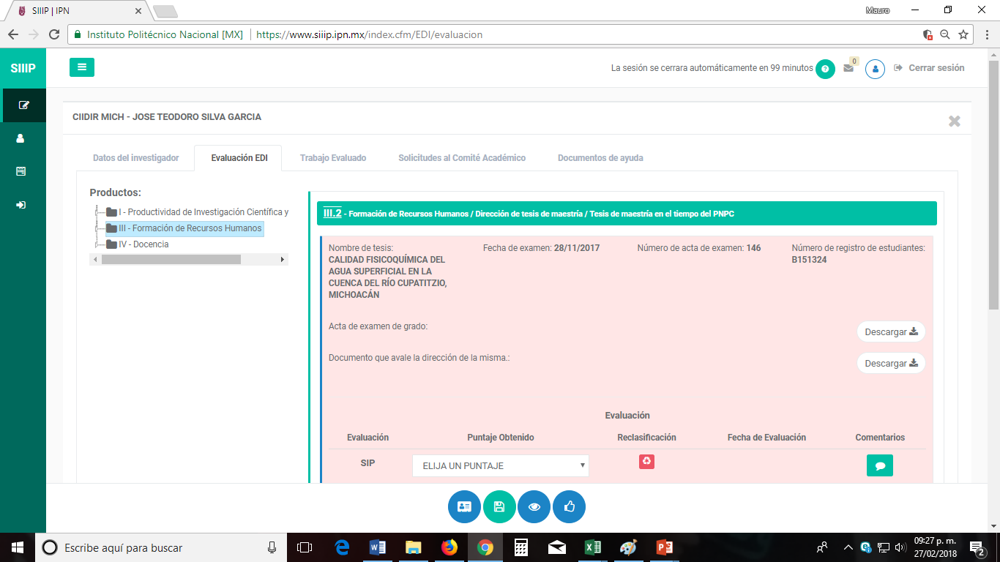 SIIIP | IPN
Mauro
Instituto Politécnico Nacional [MX]
https://www.siiip.ipn.mx/index.cfm/EDI/evaluacion
SIIIP
La sesión se cerrara automáticamente en 99 minutos
?
0
Cerrar sesión
CIIDIR MICH - JOSE TEODORO SILVA GARCIA
Datos del investigador
Evaluación EDI
Trabajo Evaluado
Solicitudes al Comité Académico
Documentos de ayuda
Productos:
I - Productividad de Investigación Científica y
III - Formación de Recursos Humanos
IV - Docencia
III.2 - Formación de Recursos Humanos / Dirección de tesis de maestría / Tesis de maestría en el tiempo del PNPC
Nombre de tesis:
CALIDAD FISICOQUÍMICA DEL
AGUA SUPERFICIAL EN LA
CUENCA DEL RÍO CUPATITZIO,
MICHOACÁN
Fecha de examen: 28/11/2017
Número de acta de examen: 146
Número de registro de estudiantes:
B151324
Acta de examen de grado:
Descargar
Documento que avale la dirección de la misma.:
Descargar
Evaluación
Evaluación
Puntaje Obtenido
Reclasificación
Fecha de Evaluación
Comentarios
SIP
ELIJA UN PUNTAJE
Escribe aquí para buscar
09:27 p. m.
27/02/2018
2